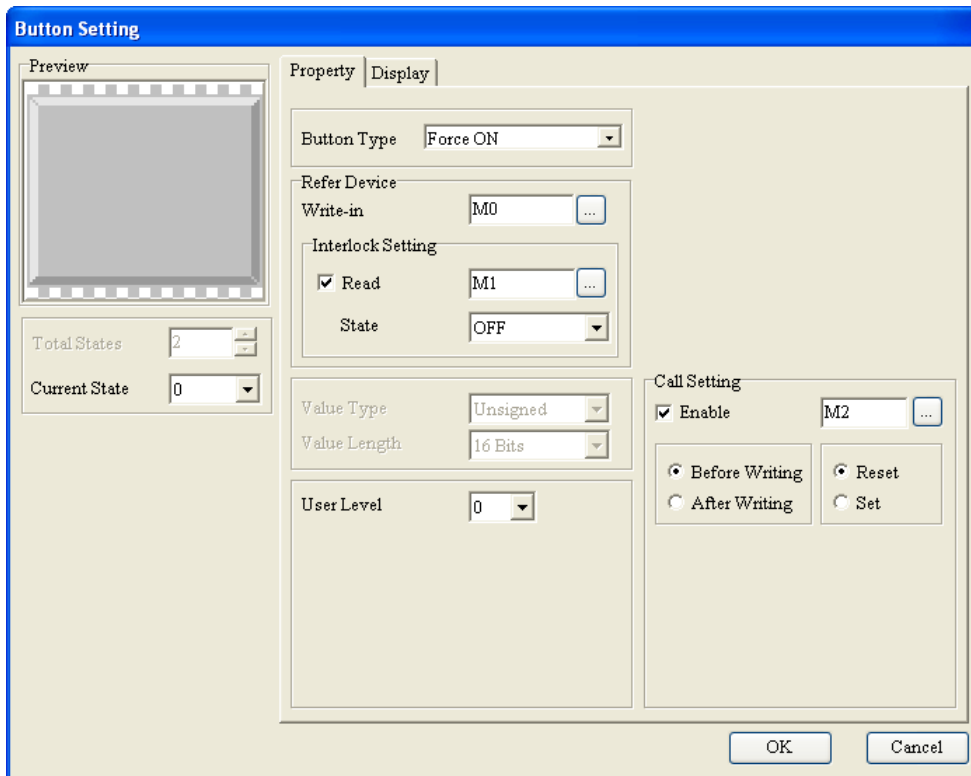 Button Setting
Preview
Total States 2
Current State 0
Property Display
Button Type Force ON
Refer Device
Write-in M0 ...
Interlock Setting
Read M1 ...
State OFF
Value Type Unsigned
Value Length 16 Bits
User Level 0
Call Setting
Enable M2 ...
Before Writing Reset
After Writing Set
OK Cancel